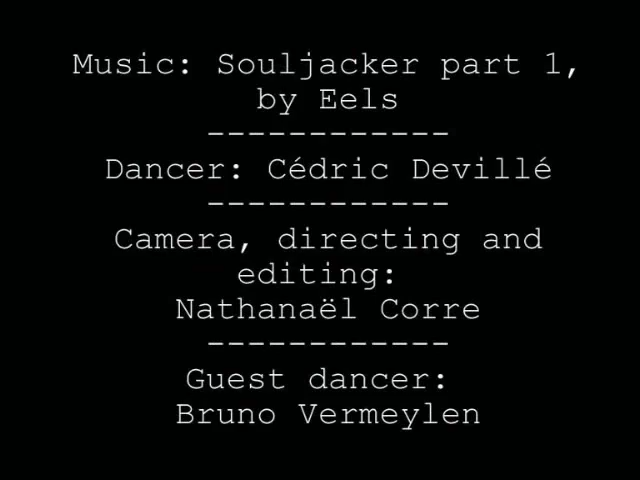 Music: Souljacker part 1,
by Eels
------------
Dancer: Cédric Devillé
------------
Camera, directing and
editing:
Nathanaël Corre
------------
Guest dancer:
Bruno Vermeylen